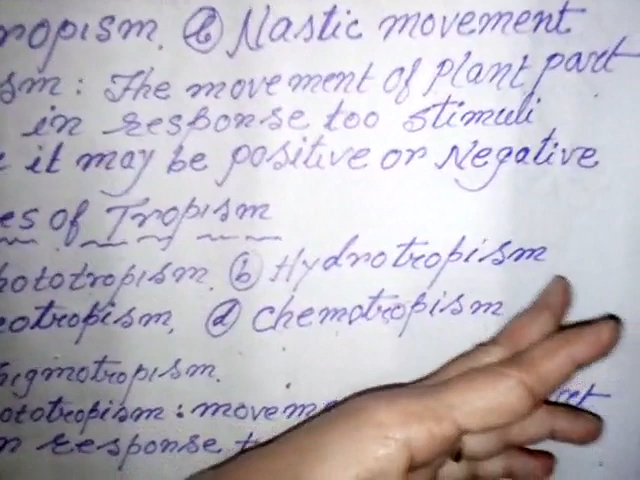 ropism. (b) Nastic movement
sm: The movement of Plant part
in response too stimuli
it may be positive or Negative
es of Tropism
hototropism. (b) Hydrotropism
eotropism, (d) Chemotropism
higmotropism.
ototropism: movem
n response t